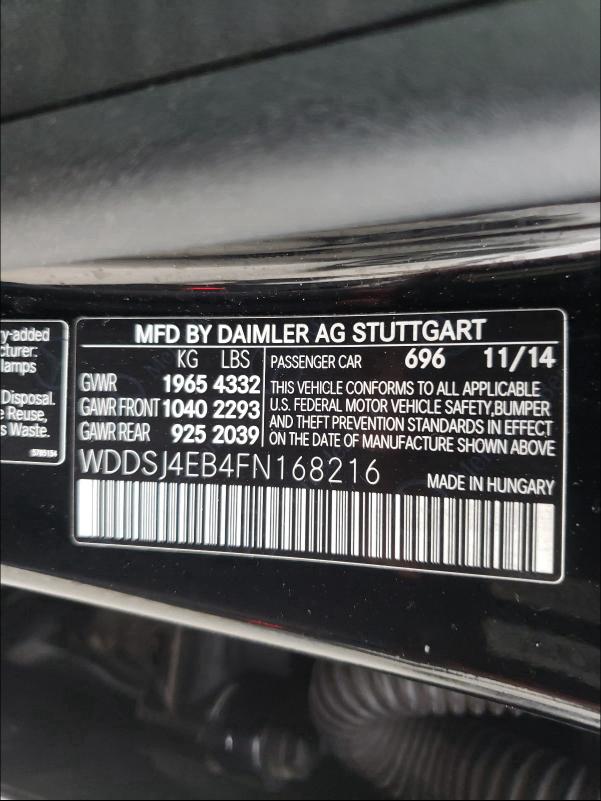 y-added
cturer:
lamps
Disposal.
Reuse,
s Waste.
MFD BY DAIMLER AG STUTTGART
KG LBS PASSENGER CAR 696 11/14
GVWR 1965 4332
GAWR FRONT 1040 2293
GAWR REAR 925 2039
THIS VEHICLE CONFORMS TO ALL APPLICABLE
U.S. FEDERAL MOTOR VEHICLE SAFETY,BUMPER
AND THEFT PREVENTION STANDARDS IN EFFECT
ON THE DATE OF MANUFACTURE SHOWN ABOVE
WDDSJ4EB4FN168216 MADE IN HUNGARY